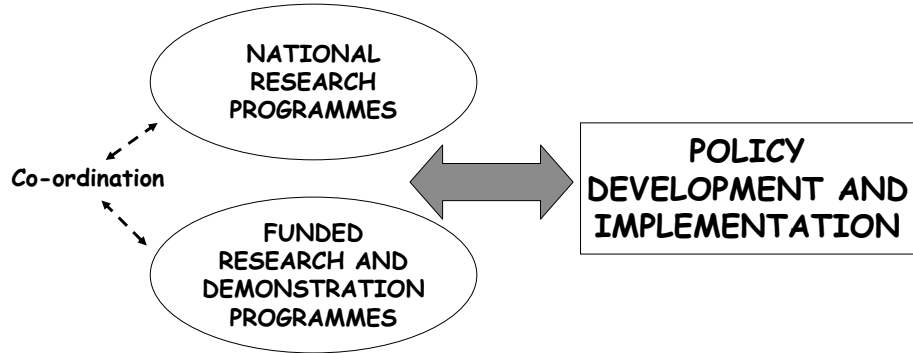 NATIONAL
RESEARCH
PROGRAMMES
Co-ordination
FUNDED
RESEARCH AND
DEMONSTRATION
PROGRAMMES
POLICY
DEVELOPMENT AND
IMPLEMENTATION